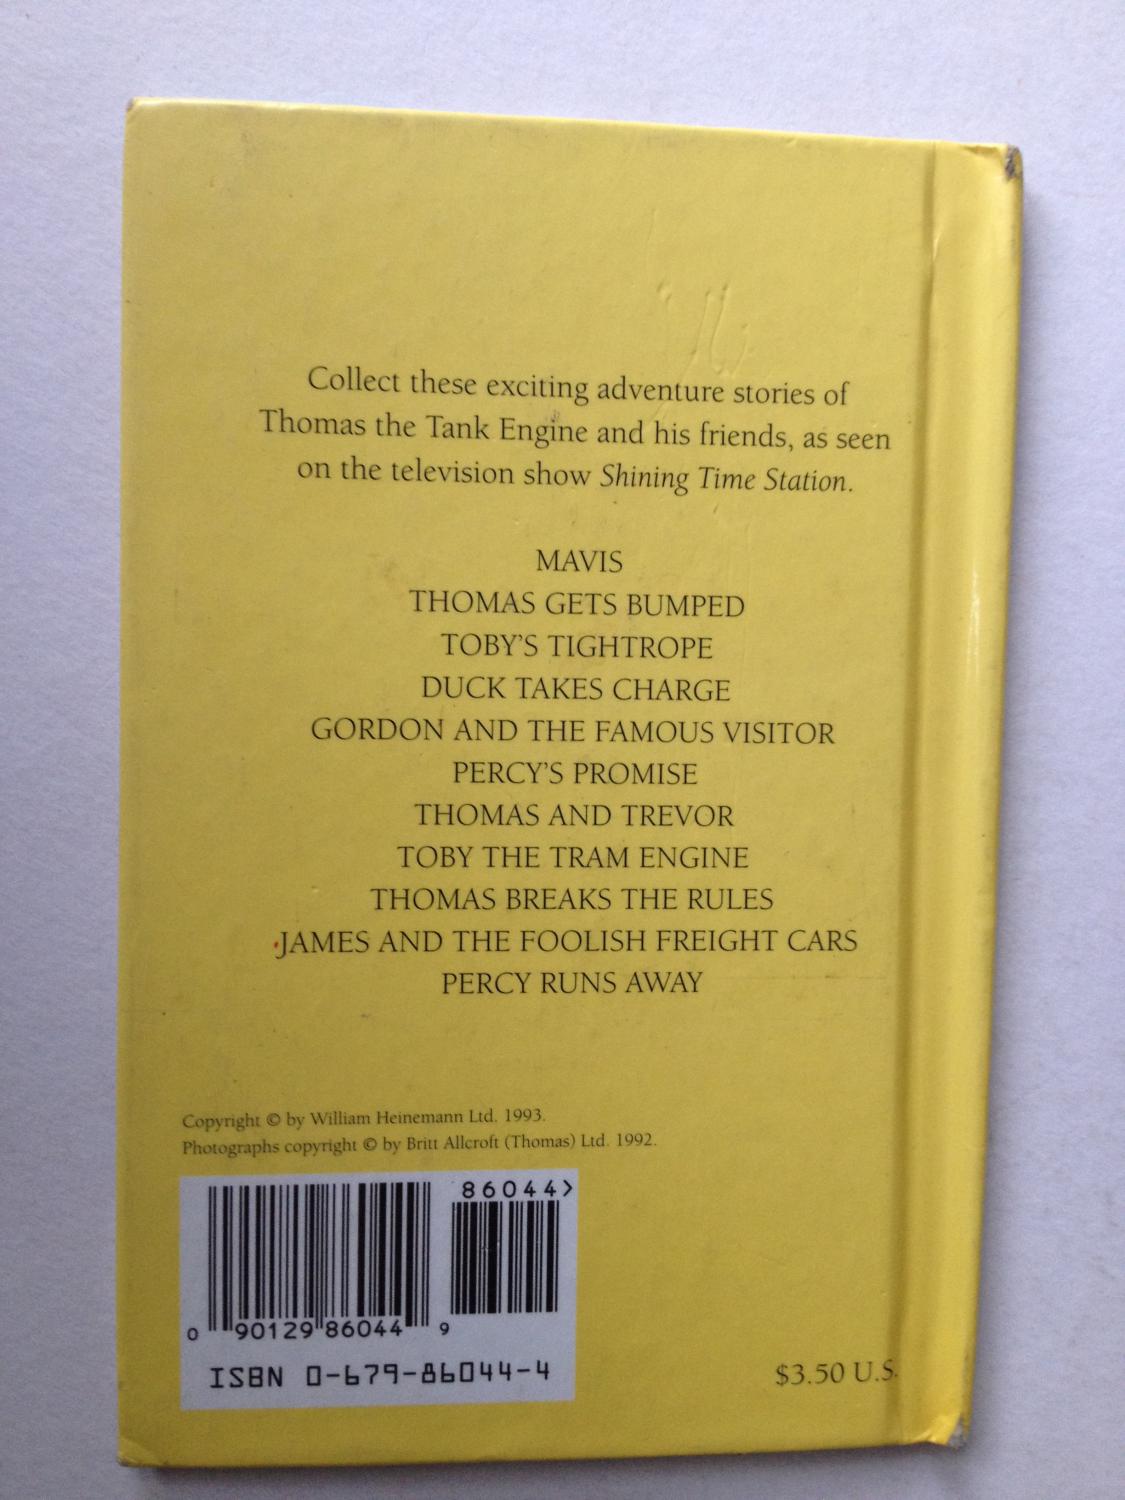 Collect these exciting adventure stories of
Thomas the Tank Engine and his friends, as seen
on the television show Shining Time Station.
MAVIS
THOMAS GETS BUMPED
TOBY'S TIGHTROPE
DUCK TAKES CHARGE
GORDON AND THE FAMOUS VISITOR
PERCY'S PROMISE
THOMAS AND TREVOR
TOBY THE TRAM ENGINE
THOMAS BREAKS THE RULES
JAMES AND THE FOOLISH FREIGHT CARS
PERCY RUNS AWAY
Copyright © by William Heinemann Ltd. 1993.
Photographs copyright © by Britt Allcroft (Thomas) Ltd. 1992.
86044>
0 90129 86044 9
ISBN 0-679-86044-4
$3.50 U.S.